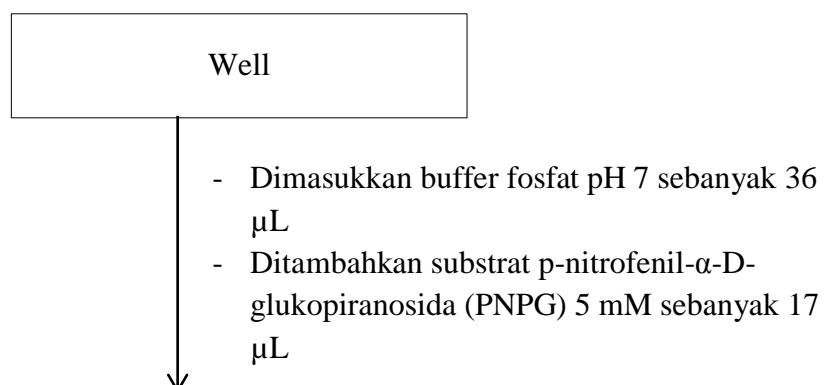 Well
- Dimasukkan buffer fosfat pH 7 sebanyak 36
µL
- Ditambahkan substrat p-nitrofenil-α-D-
glukopiranosida (PNPG) 5 mM sebanyak 17
µL